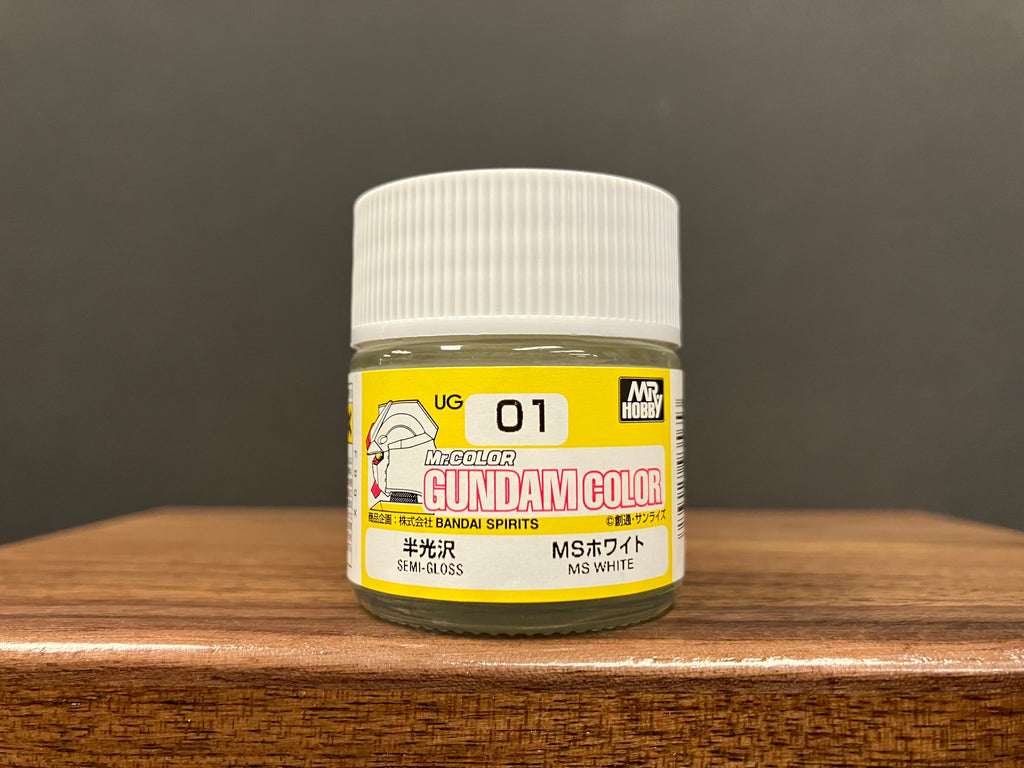 UG 01
MR HOBBY
Mr.COLOR
GUNDAM COLOR
商品企画：株式会社 BANDAI SPIRITS
©創通・サンライズ
半光沢
SEMI-GLOSS
MSホワイト
MS WHITE